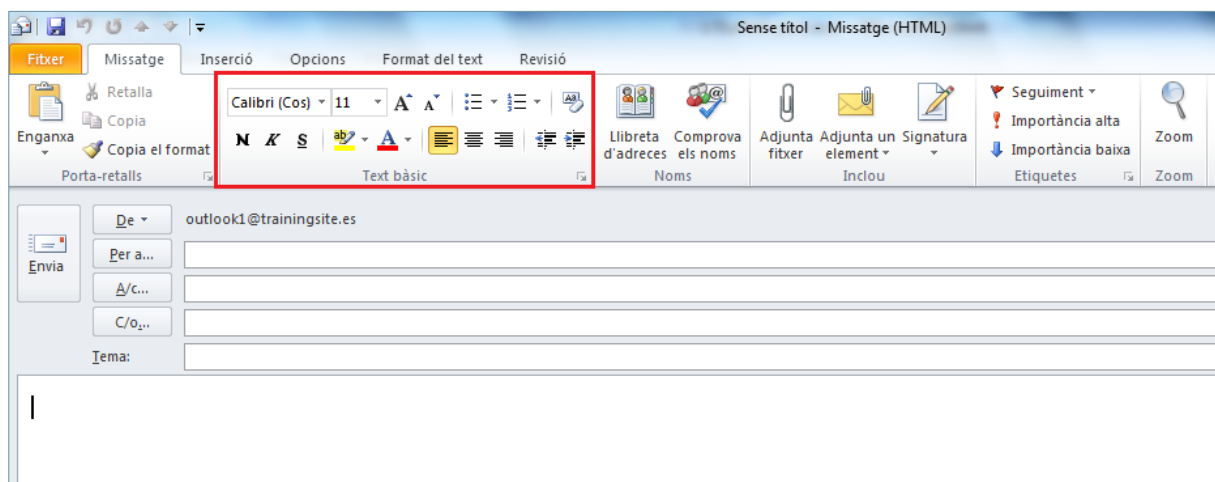 Sense títol - Missatge (HTML)
Fitxer Missatge Inserció Opcions Format del text Revisió
Enganxa
Retalla
Copia
Copia el format
Porta-retalls
Calibri (Cos) 11
N K S
Text bàsic
Llibreta d'adreces
Comprova els noms
Noms
Adjunta fitxer
Adjunta un element
Signatura
Inclou
Seguiment
Importància alta
Importància baixa
Etiquetes
Zoom
Zoom
Envia
De outlook1@trainingsite.es
Per a...
A/c...
C/o...
Tema: